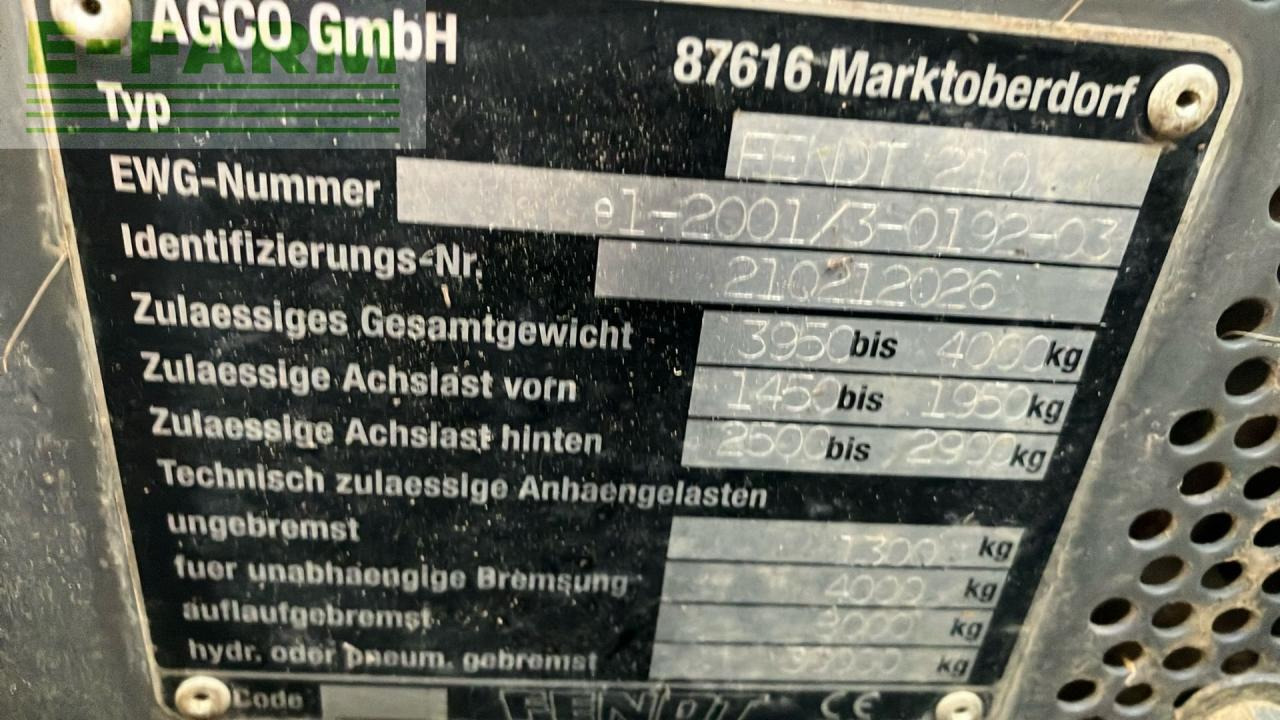 E-FARM
AGCO GmbH
87616 Marktoberdorf
Typ FENDT 210
EWG-Nummer e1-2001/3-0192-03
Identifizierungs-Nr. 210212026
Zulaessiges Gesamtgewicht 3950 bis 4000 kg
Zulaessige Achslast vorn 1450 bis 1950 kg
Zulaessige Achslast hinten 2500 bis 2900 kg
Technisch zulaessige Anhaengelasten
ungebremst 1300 kg
fuer unabhaengige Bremsung 4000 kg
auflaufgebremst kg
hydr. oder pneum. gebremst kg
Code FENDT CE